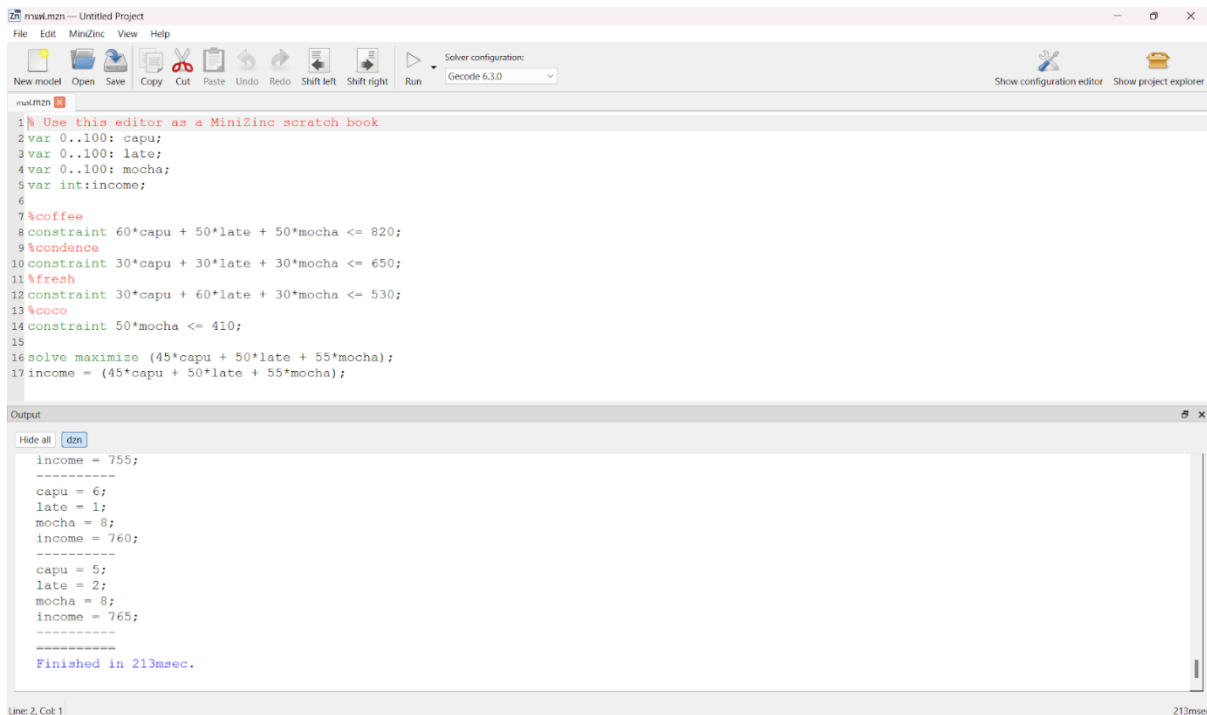 .mzn — Untitled Project
File Edit MiniZinc View Help
New model Open Save Copy Cut Paste Undo Redo Shift left Shift right Run
Solver configuration:
Gecode 6.3.0
Show configuration editor Show project explorer
.mzn
1 % Use this editor as a MiniZinc scratch book
2 var 0..100: capu;
3 var 0..100: late;
4 var 0..100: mocha;
5 var int:income;
6
7 %coffee
8 constraint 60*capu + 50*late + 50*mocha <= 820;
9 %condence
10 constraint 30*capu + 30*late + 30*mocha <= 650;
11 %fresh
12 constraint 30*capu + 60*late + 30*mocha <= 530;
13 %coco
14 constraint 50*mocha <= 410;
15
16 solve maximize (45*capu + 50*late + 55*mocha);
17 income = (45*capu + 50*late + 55*mocha);
Output
Hide all dzn
income = 755;
----------
capu = 6;
late = 1;
mocha = 8;
income = 760;
----------
capu = 5;
late = 2;
mocha = 8;
income = 765;
----------
==========
Finished in 213msec.
Line: 2, Col: 1
213msec